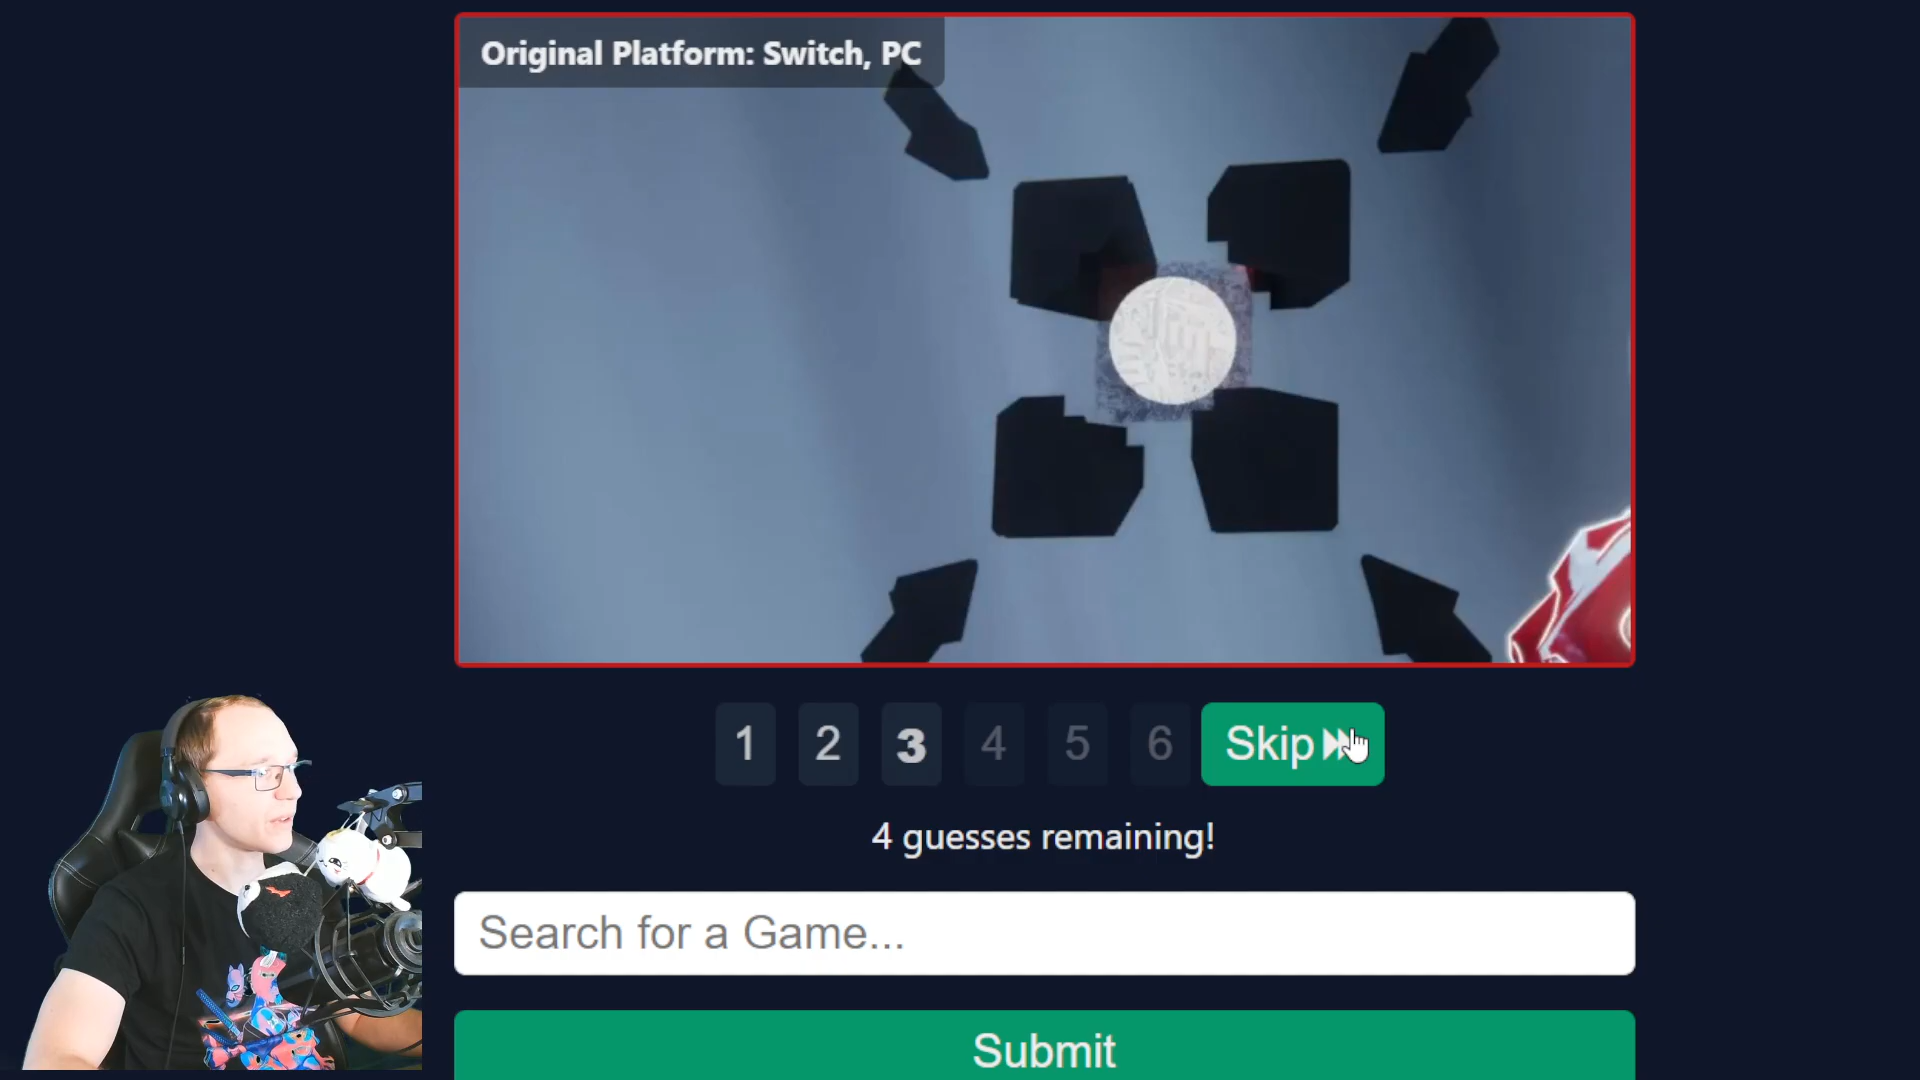 Original Platform: Switch, PC
1 2 3 4 5 6 Skip
4 guesses remaining!
Search for a Game...
Submit